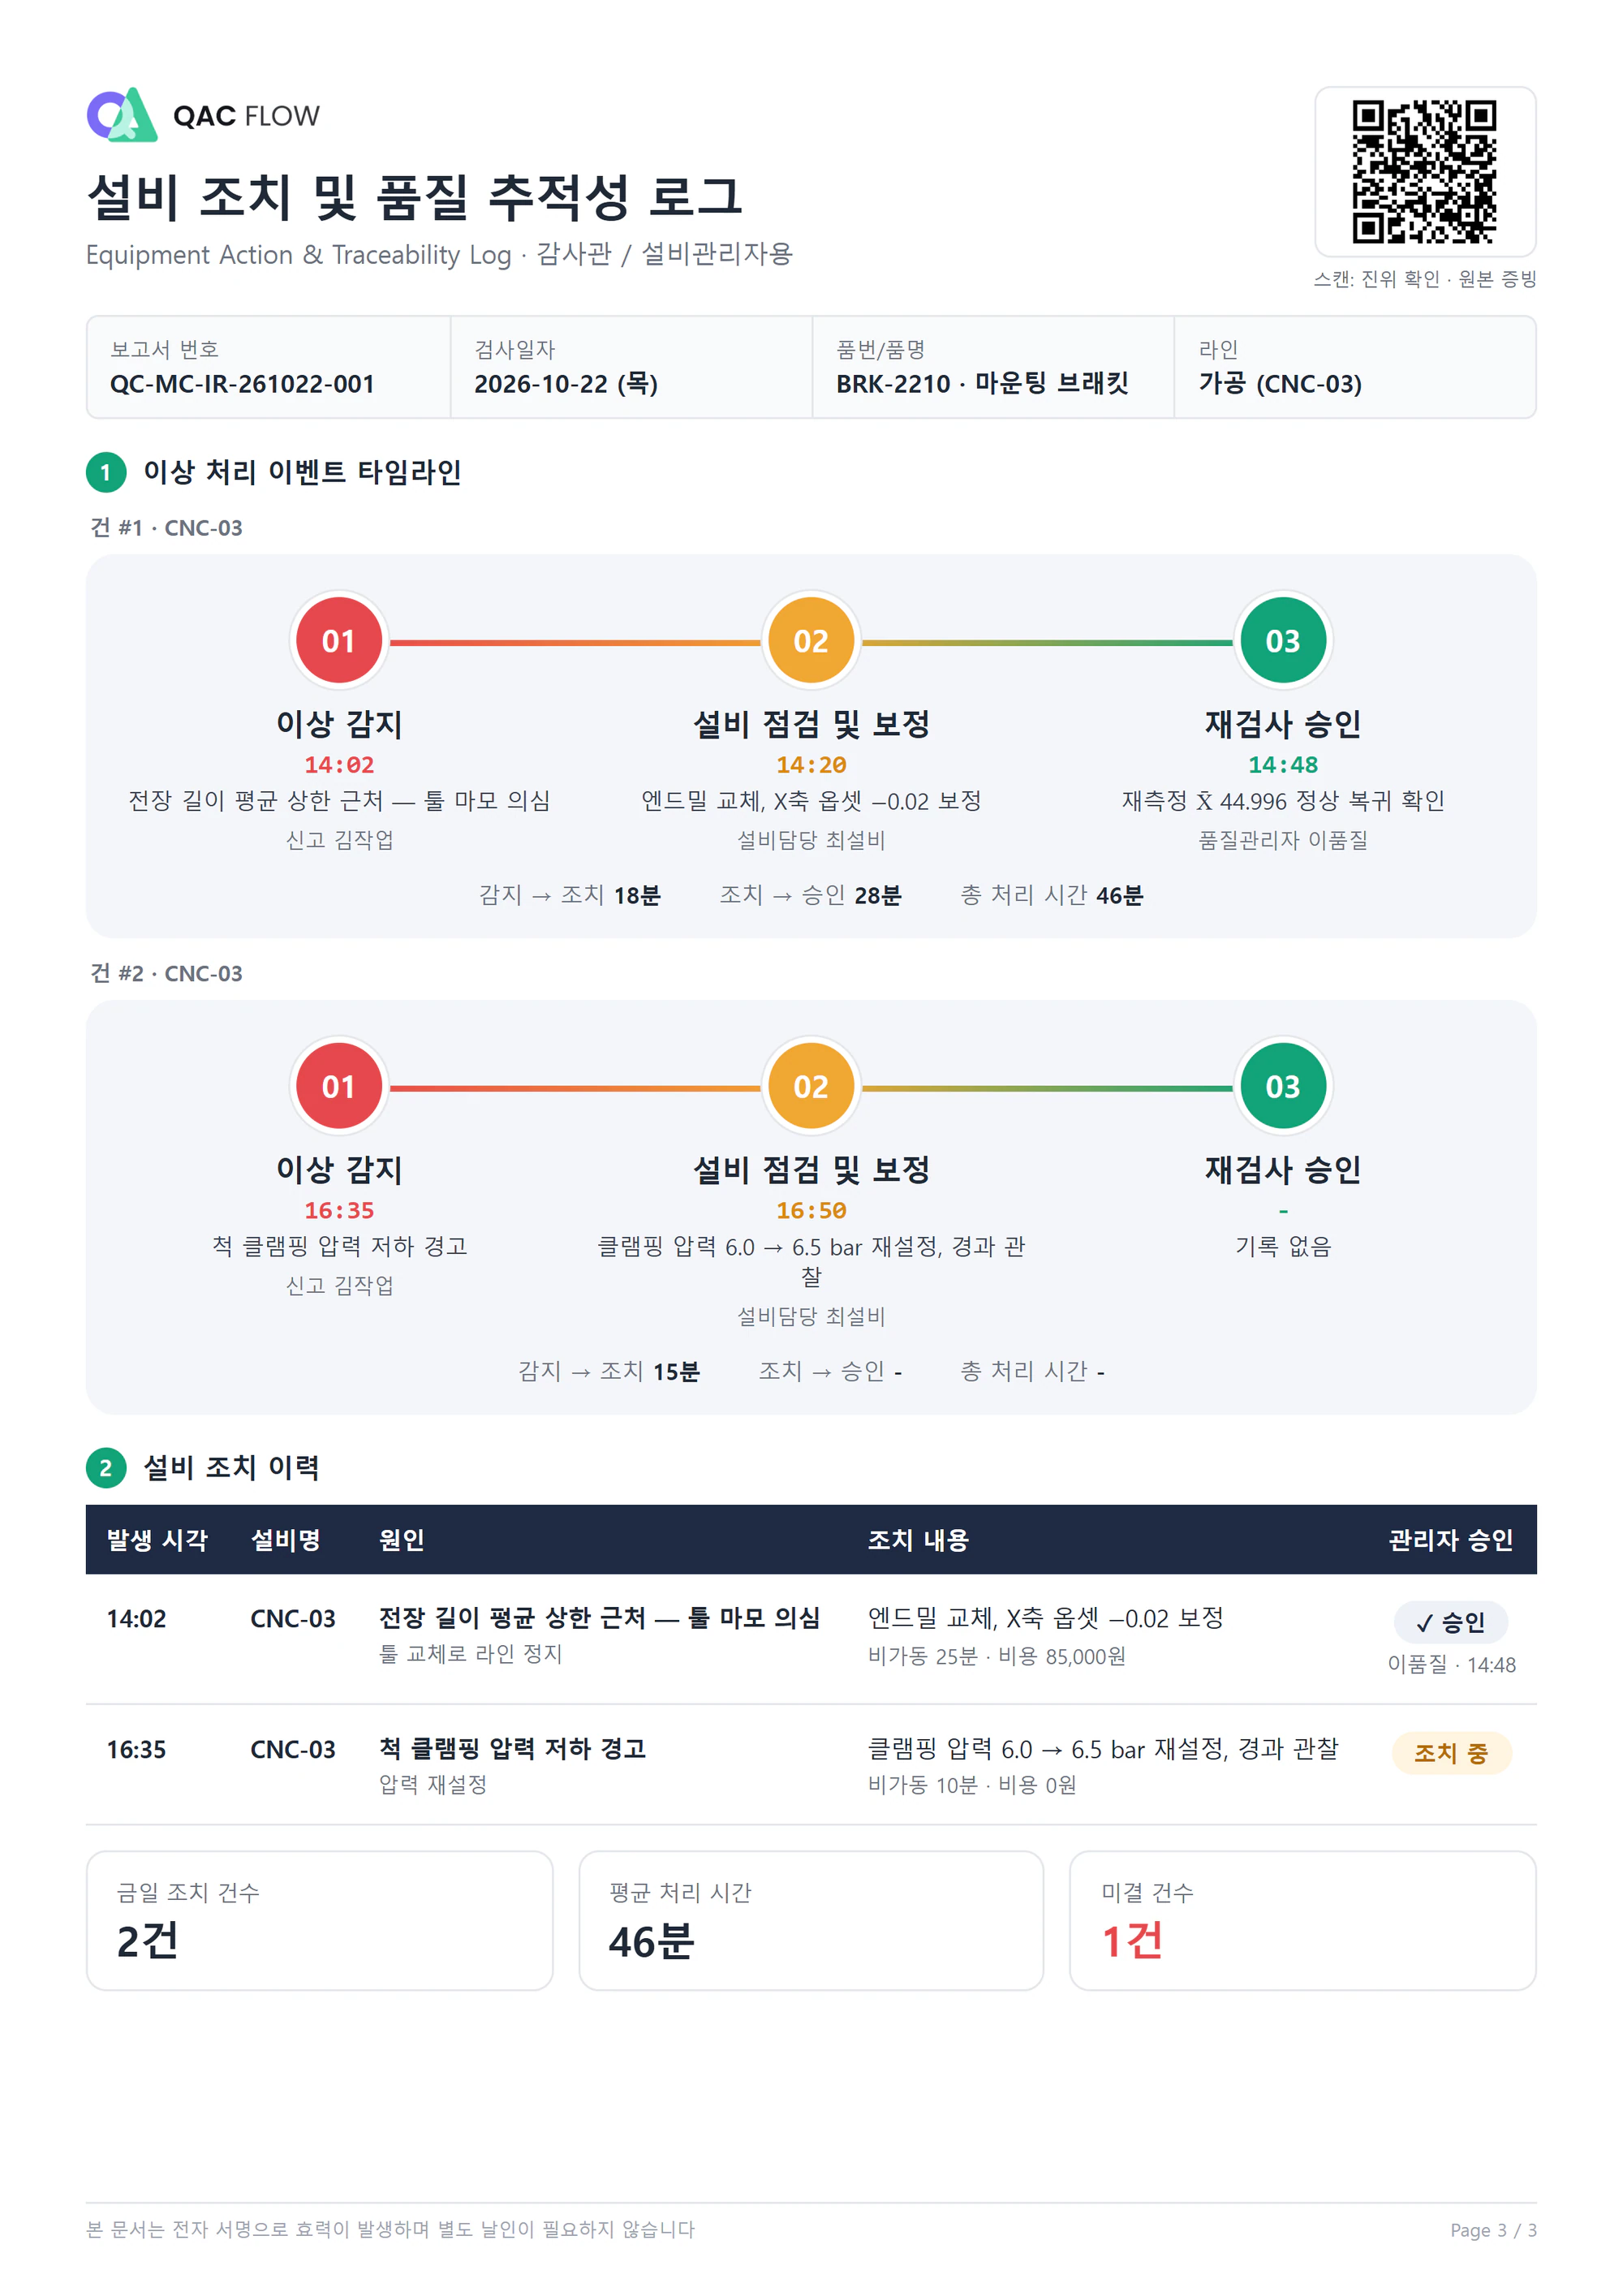 QAC FLOW
설비 조치 및 품질 추적성 로그
Equipment Action & Traceability Log · 감사관 / 설비관리자용
스캔: 진위 확인 · 원본 증빙
보고서 번호
QC-MC-IR-261022-001
검사일자
2026-10-22 (목)
품번/품명
BRK-2210 · 마운팅 브래킷
라인
가공 (CNC-03)
1 이상 처리 이벤트 타임라인
건 #1 · CNC-03
01
이상 감지
14:02
전장 길이 평균 상한 근처 — 툴 마모 의심
신고 김작업
02
설비 점검 및 보정
14:20
엔드밀 교체, X축 옵셋 −0.02 보정
설비담당 최설비
03
재검사 승인
14:48
재측정 X̄ 44.996 정상 복귀 확인
품질관리자 이품질
감지 → 조치 18분 조치 → 승인 28분 총 처리 시간 46분
건 #2 · CNC-03
01
이상 감지
16:35
척 클램핑 압력 저하 경고
신고 김작업
02
설비 점검 및 보정
16:50
클램핑 압력 6.0 → 6.5 bar 재설정, 경과 관
찰
설비담당 최설비
03
재검사 승인
-
기록 없음
감지 → 조치 15분 조치 → 승인 - 총 처리 시간 -
2 설비 조치 이력
발생 시각 설비명 원인 조치 내용 관리자 승인
14:02 CNC-03 전장 길이 평균 상한 근처 — 툴 마모 의심 엔드밀 교체, X축 옵셋 −0.02 보정 ✓ 승인
툴 교체로 라인 정지 비가동 25분 · 비용 85,000원 이품질 · 14:48
16:35 CNC-03 척 클램핑 압력 저하 경고 클램핑 압력 6.0 → 6.5 bar 재설정, 경과 관찰 조치 중
압력 재설정 비가동 10분 · 비용 0원
금일 조치 건수
2건
평균 처리 시간
46분
미결 건수
1건
본 문서는 전자 서명으로 효력이 발생하며 별도 날인이 필요하지 않습니다
Page 3 / 3